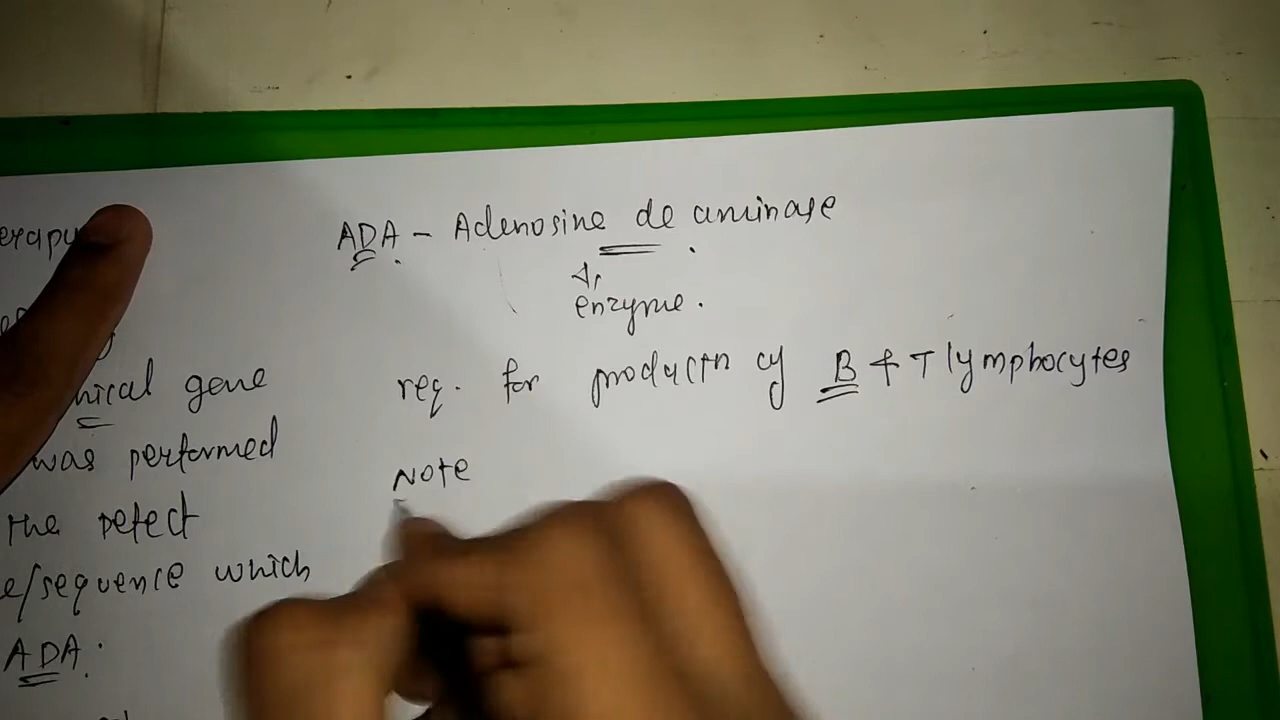 ADA - Adenosine de aminase
enzyme.
req. for productn of B & T lymphocytes
Note
nical gene
was performed
the defect
e/sequence which
ADA.